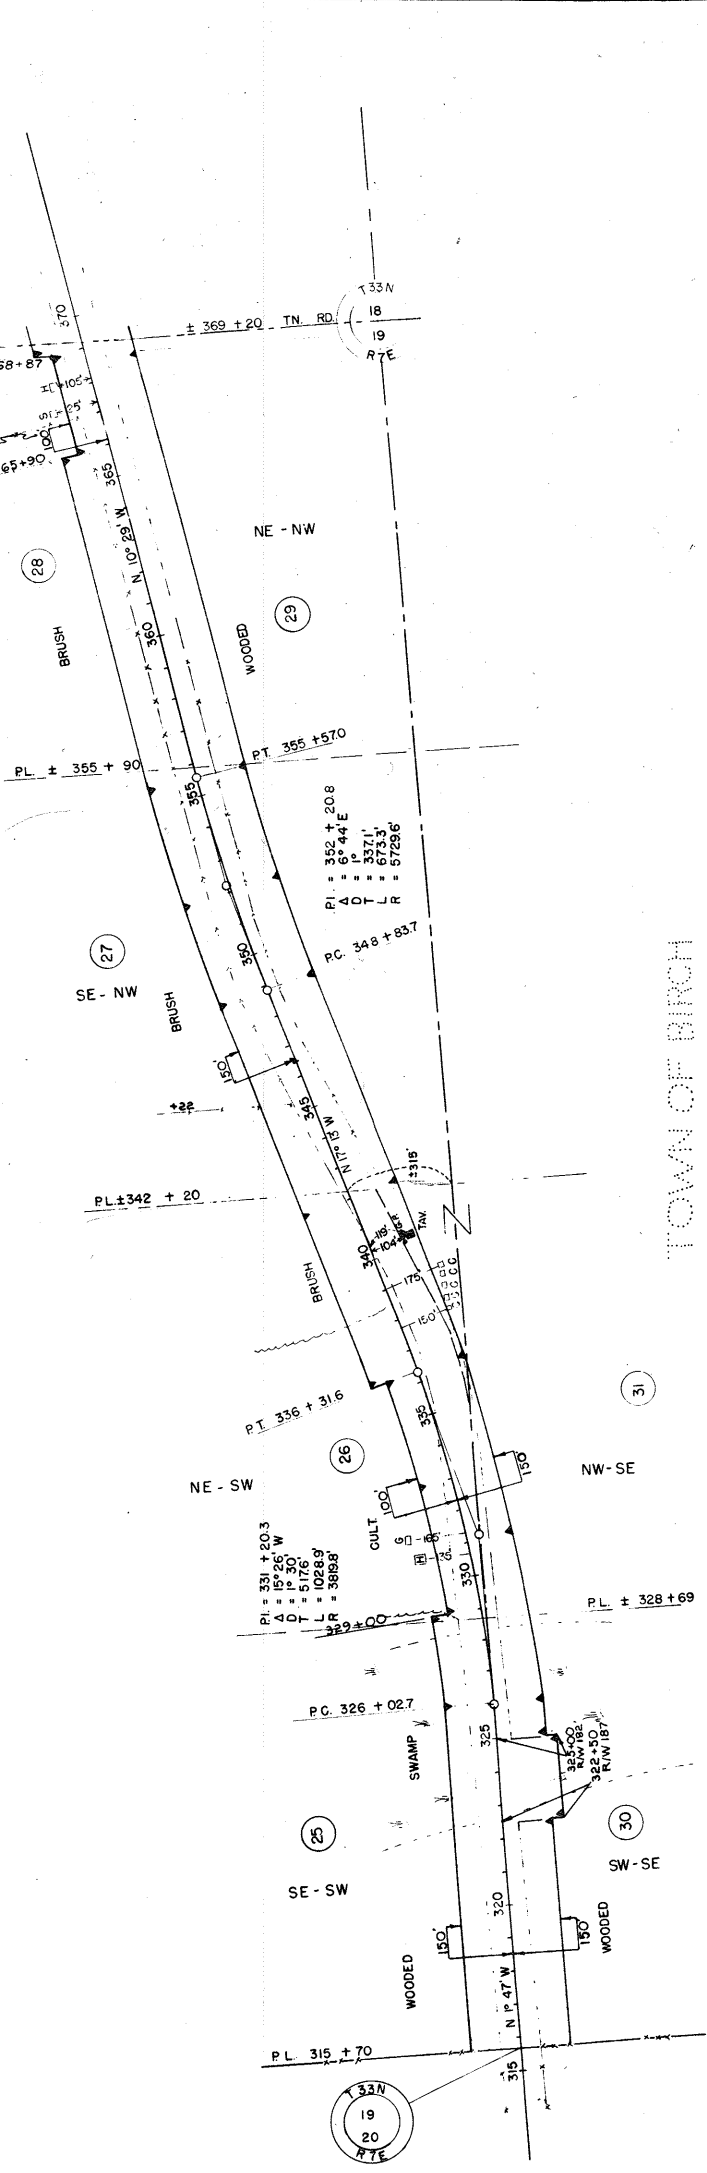 T 33 N
18
19
R 7 E
370
± 369 + 20 TN. RD.
68+87
105'
25'
100'
65+90
365
N. 10° 29' W
NE - NW
28
29
BRUSH
360
WOODED
P.T. 355 + 57.0
P.L. ± 355 + 90
355
P.I. = 352 + 20.8
Δ = 6° 44' E
D = 1°
T = 337.1'
L = 673.3'
R = 5729.6'
350
P.C. 348 + 83.7
27
SE - NW
BRUSH
TOWN OF BIRCH
150'
+22
345
N 17° 13' W
±315'
P.L. ± 342 + 20
TAV.
119'
104'
340
175'
C C C C
BRUSH
150'
P.T. 336 + 31.6
335
31
26
NE - SW
NW - SE
150'
100'
CULT.
G
H
P.I. = 331 + 20.3
Δ = 15° 26' W
D = 1° 30'
T = 517.6'
L = 1028.9'
R = 3819.8'
330
329+00
P.L. ± 328 + 69
P.C. 326 + 02.7
325
325+00
R/W 182'
322+50
R/W 187'
SWAMP
25
30
SE - SW
SW - SE
320
150'
150'
WOODED
WOODED
N 1° 47' W
P.L. 315 + 70
315
T 33 N
19
20
R 7 E